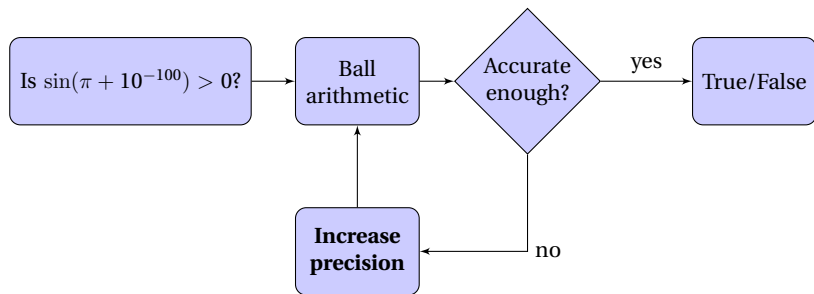 Is sin(π + 10⁻¹⁰⁰) > 0?
Ball
arithmetic
Accurate
enough?
yes
True/False
Increase
precision
no